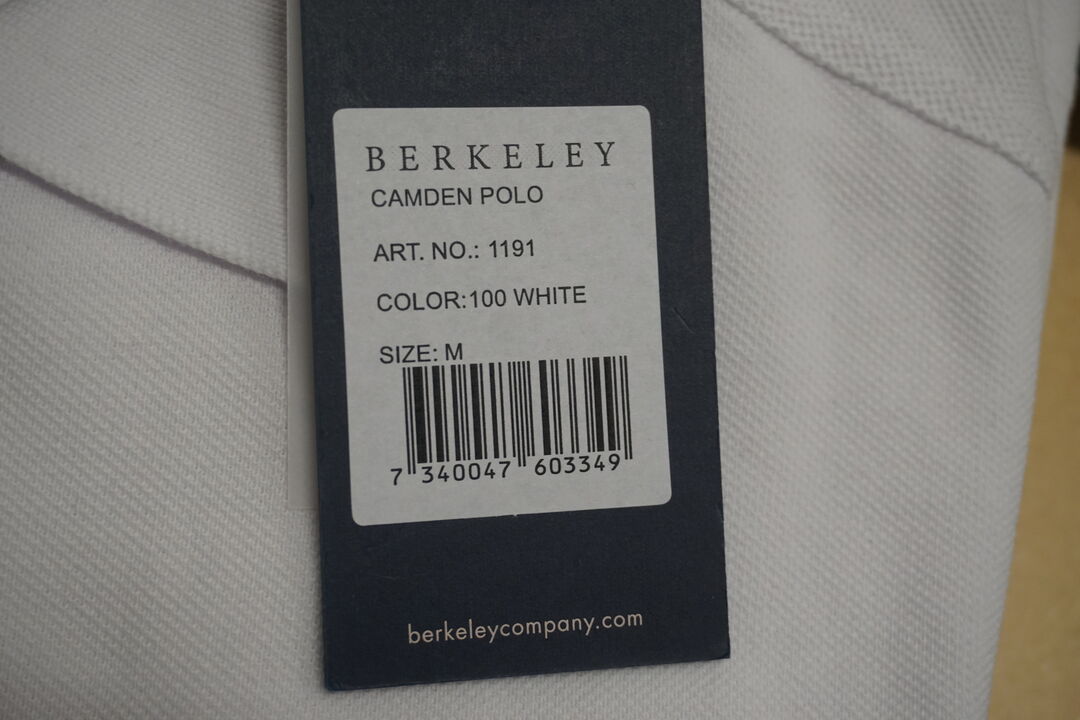 BERKELEY
CAMDEN POLO
ART. NO.: 1191
COLOR:100 WHITE
SIZE: M
7 340047 603349
berkeleycompany.com